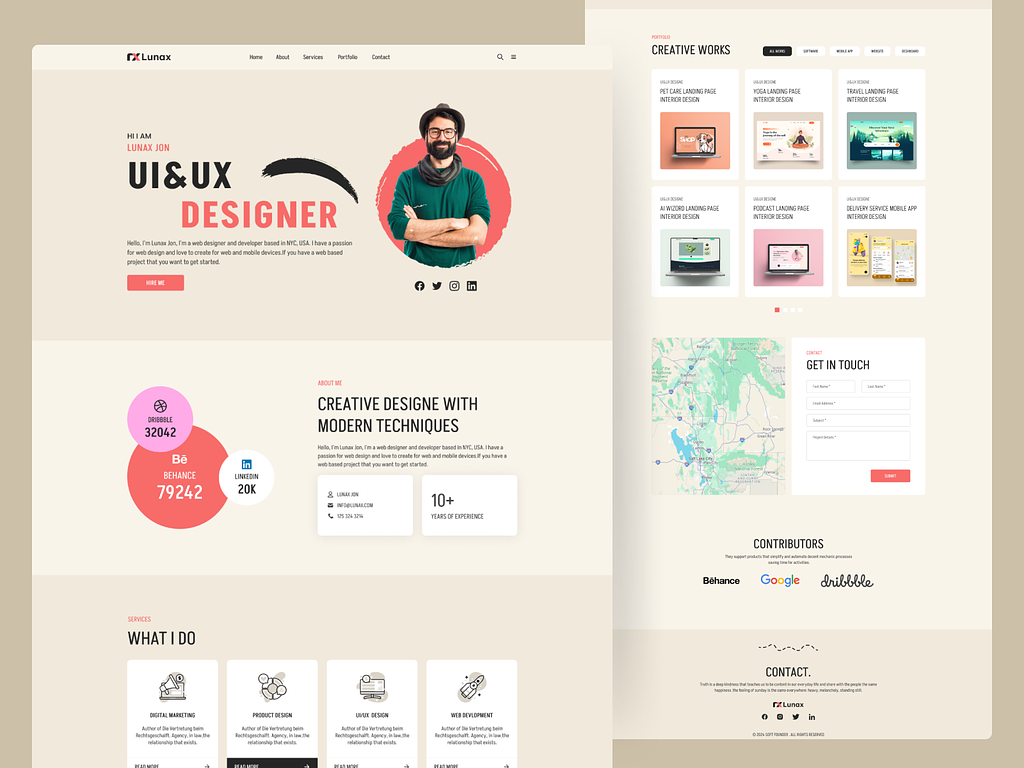 Lunax
Home About Services Portfolio Contact
HI I AM
LUNAX JON
UI&UX
DESIGNER
Hello, I'm Lunax Jon, I'm a web designer and developer based in NYC, USA. I have a passion
for web design and love to create for web and mobile devices.If you have a web based
project that you want to get started.
HIRE ME
DRIBBBLE
32042
Bē
BEHANCE
79242
LINKEDIN
20K
ABOUT ME
CREATIVE DESIGNE WITH
MODERN TECHNIQUES
Hello, I'm Lunax Jon, I'm a web designer and developer based in NYC, USA. I have a
passion for web design and love to create for web and mobile devices.If you have a
web based project that you want to get started.
LUNAX JON
INFO@LUNAX.COM
125 326 3214
10+
YEARS OF EXPERIENCE
SERVICES
WHAT I DO
DIGITAL MARKETING
Author of Die Vertretung beim
Rechtsgeschafft. Agency, in law,the
relationship that exists.
READ MORE
PRODUCT DESIGN
Author of Die Vertretung beim
Rechtsgeschafft. Agency, in law,the
relationship that exists.
READ MORE
UI/UX DESIGN
Author of Die Vertretung beim
Rechtsgeschafft. Agency, in law,the
relationship that exists.
READ MORE
WEB DEVLOPMENT
Author of Die Vertretung beim
Rechtsgeschafft. Agency, in law,the
relationship that exists.
READ MORE
PORTFOLIO
CREATIVE WORKS
ALL WORKS SOFTWARE MOBILE APP WEBSITE DASHBOARD
UI&UX DESIGNE
PET CARE LANDING PAGE
INTERIOR DESIGN
UI&UX DESIGNE
YOGA LANDING PAGE
INTERIOR DESIGN
UI&UX DESIGNE
TRAVEL LANDING PAGE
INTERIOR DESIGN
UI&UX DESIGNE
AI WIZORD LANDING PAGE
INTERIOR DESIGN
UI&UX DESIGNE
PODCAST LANDING PAGE
INTERIOR DESIGN
UI&UX DESIGNE
DELIVERY SERVICE MOBILE APP
INTERIOR DESIGN
CONTACT
GET IN TOUCH
Last Name *
Email Address *
Subject *
Project Details *
SUBMIT
CONTRIBUTORS
They support products that simplify and automate decent mechanic processes
saving time for activities
Bēhance
Google
dribbble
CONTACT.
Truth is a deep kindness that teaches us to be content in our everyday life and share with the people the same
happiness. the feeling of sunday is the same everywhere: heavy, melancholy, standing still.
Lunax